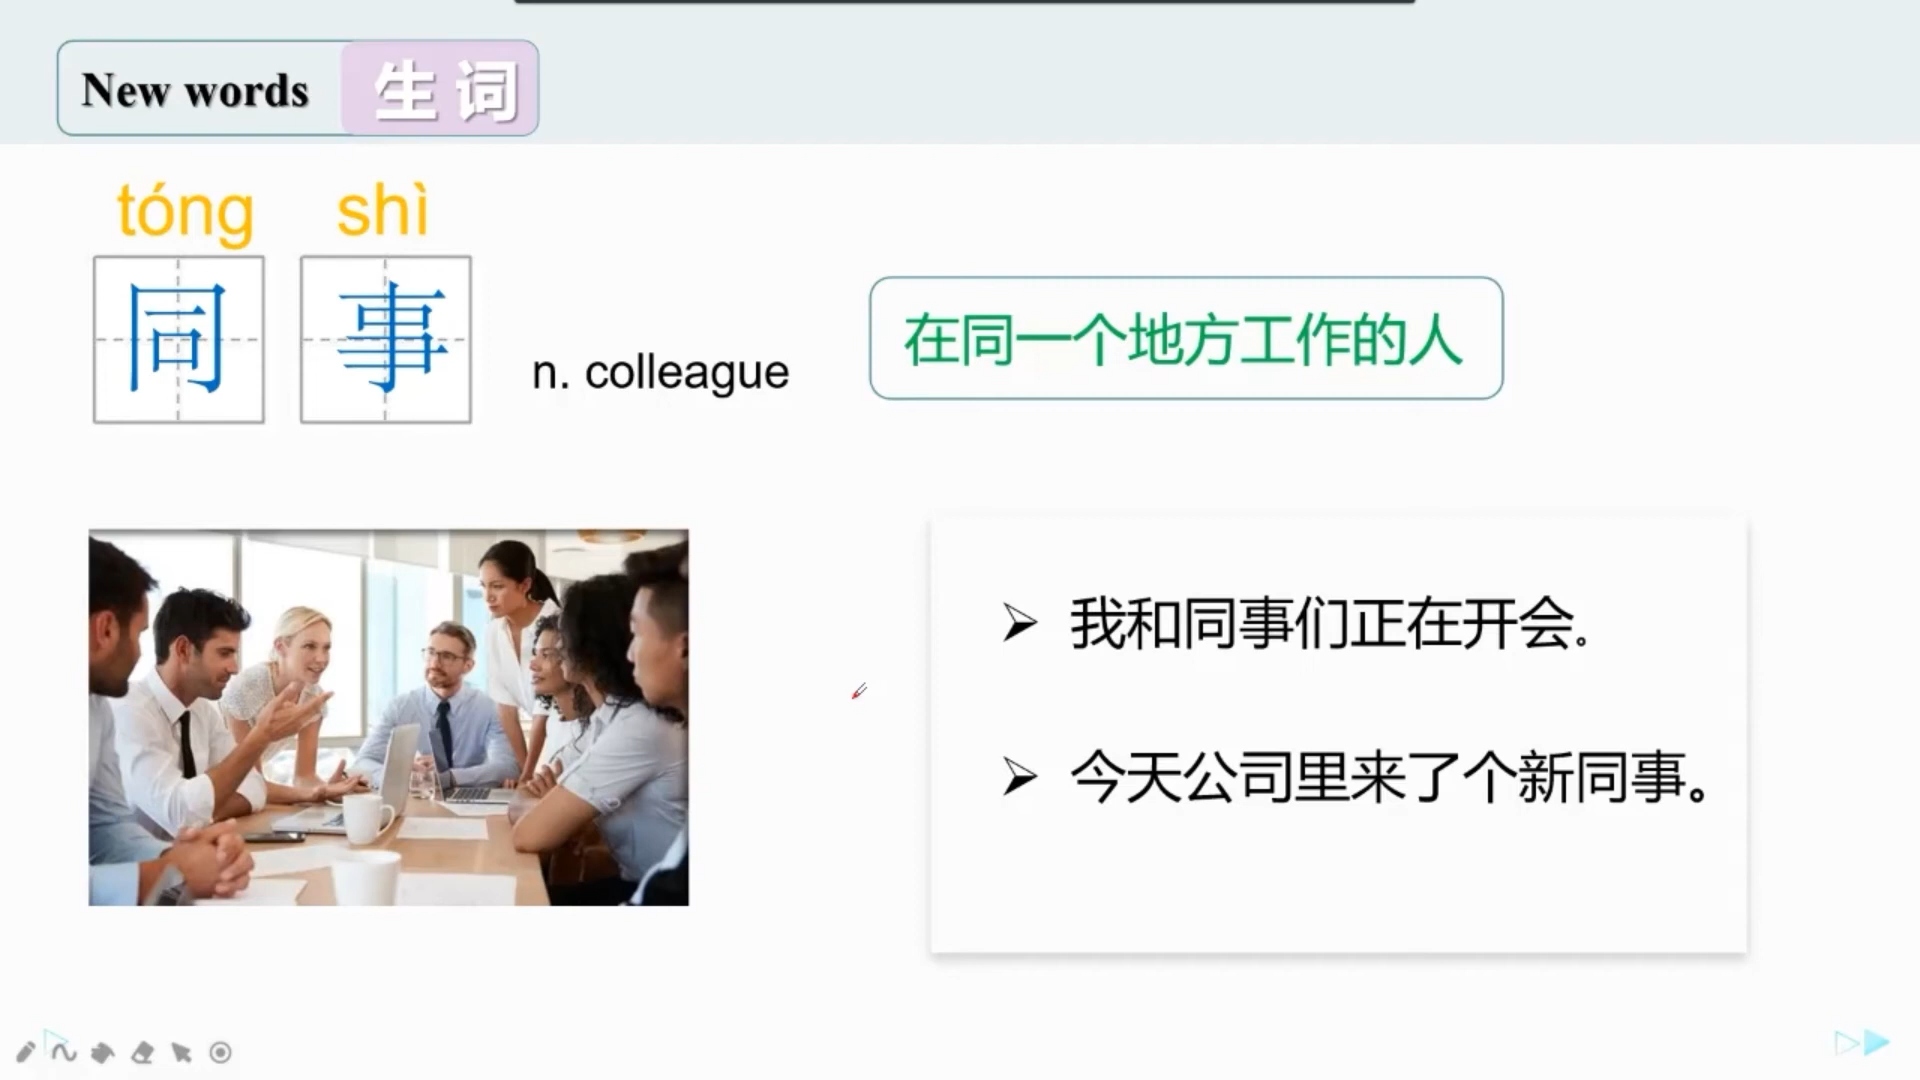 New words 生词
tóng shì
同事
n. colleague
在同一个地方工作的人
我和同事们正在开会。
今天公司里来了个新同事。